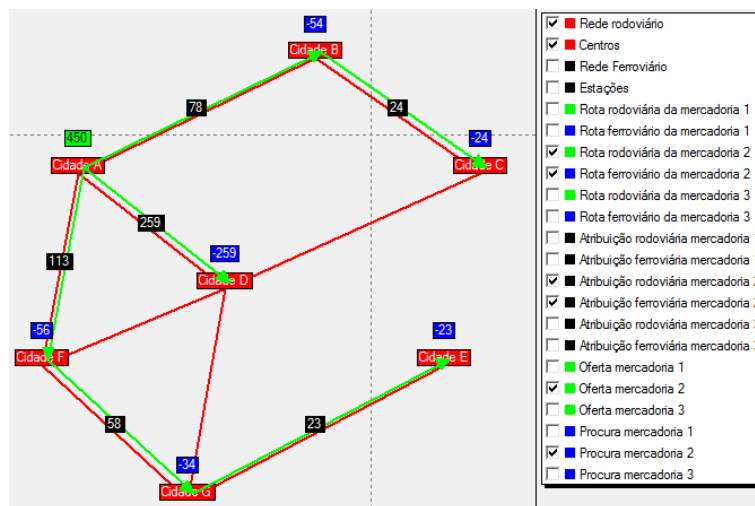 -54
Cidade B
78
24
450
-24
Cidade A
Cidade C
259
-259
113
Cidade D
-56
-23
Cidade F
Cidade E
58
23
-34
Cidade G
Rede rodoviário
Centros
Rede Ferroviário
Estações
Rota rodoviária da mercadoria 1
Rota ferroviário da mercadoria 1
Rota rodoviária da mercadoria 2
Rota ferroviário da mercadoria 2
Rota rodoviária da mercadoria 3
Rota ferroviário da mercadoria 3
Atribuição rodoviária mercadoria
Atribuição ferroviária mercadoria
Atribuição rodoviária mercadoria 2
Atribuição ferroviária mercadoria 2
Atribuição rodoviária mercadoria 3
Atribuição ferroviária mercadoria 3
Oferta mercadoria 1
Oferta mercadoria 2
Oferta mercadoria 3
Procura mercadoria 1
Procura mercadoria 2
Procura mercadoria 3